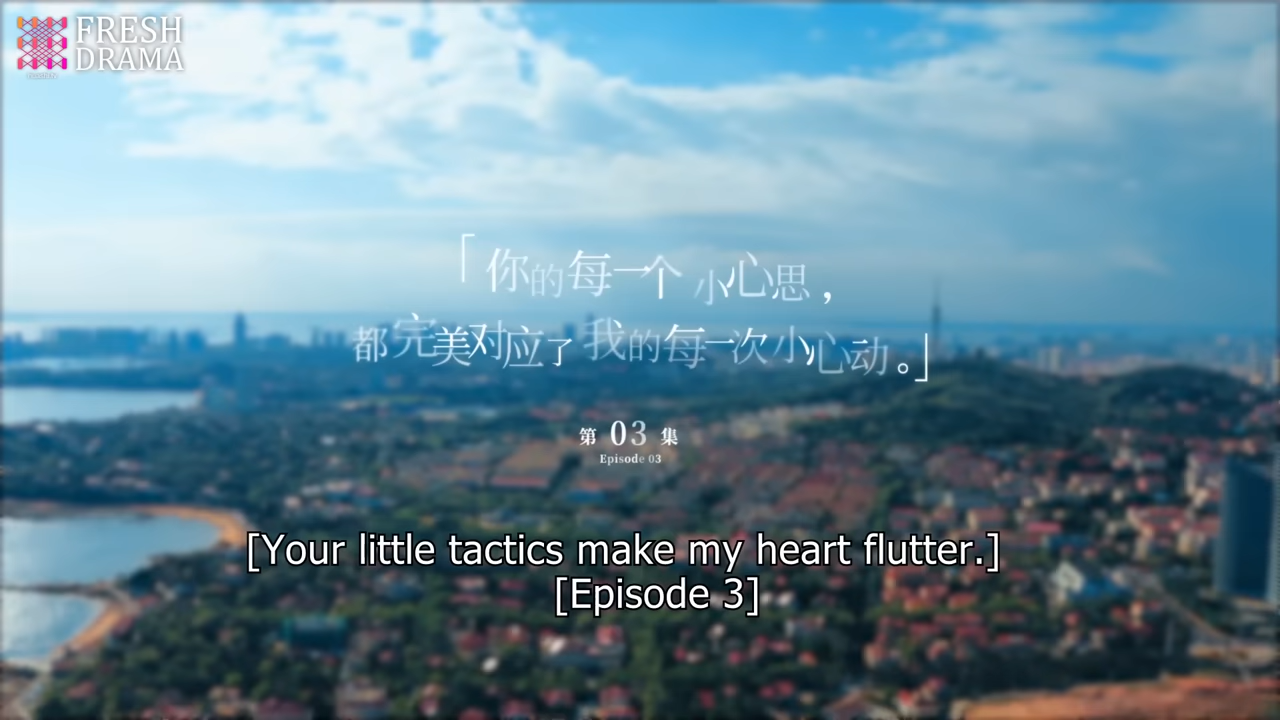 FRESH
DRAMA
「你的每一个小心思，
都完美对应了我的每一次小心动。」
第 03 集
Episode 03
[Your little tactics make my heart flutter.]
[Episode 3]